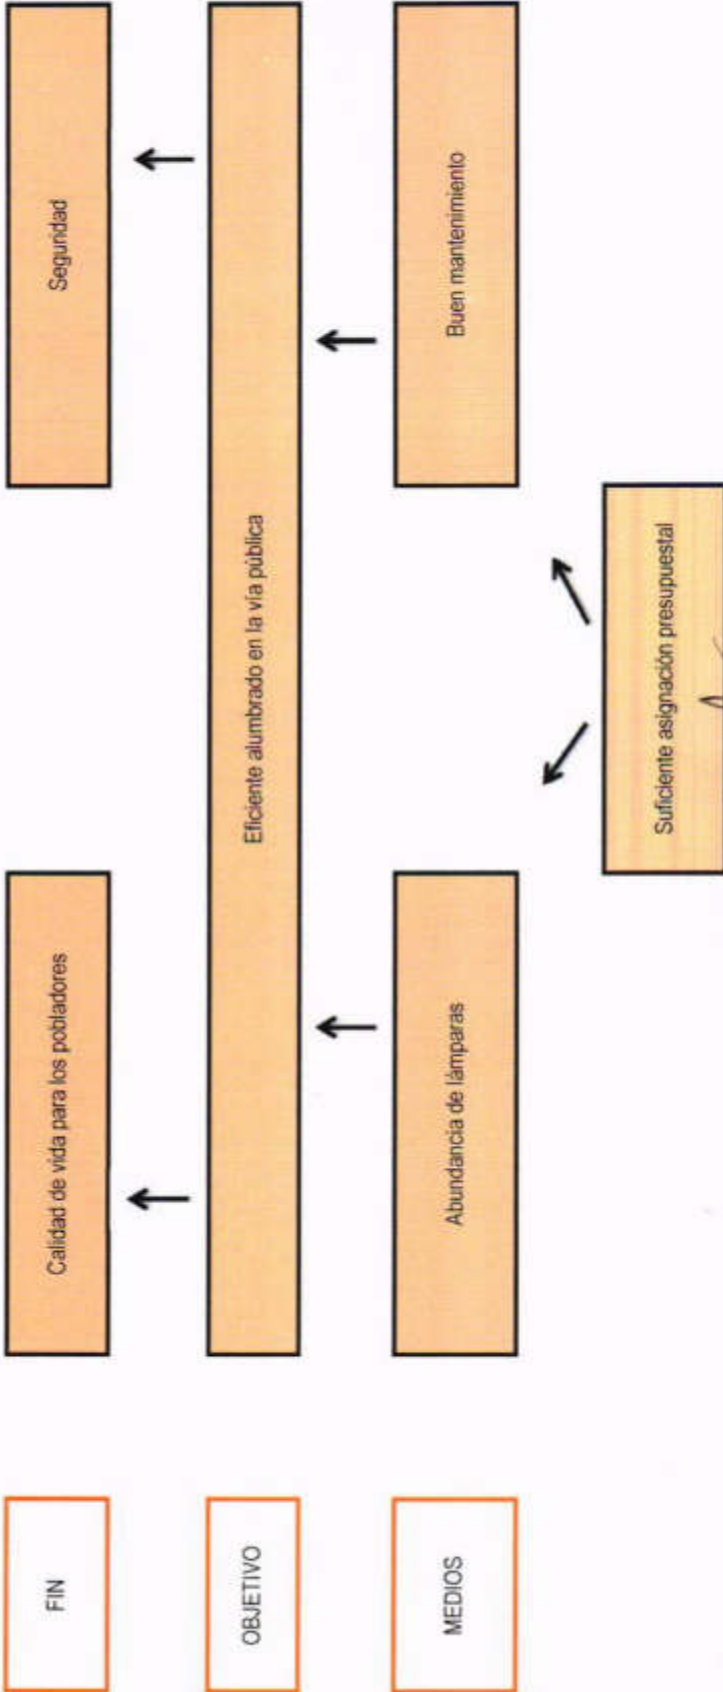 FIN
Calidad de vida para los pobladores
Seguridad
OBJETIVO
Eficiente alumbrado en la vía pública
MEDIOS
Abundancia de lámparas
Buen mantenimiento
Suficiente asignación presupuestal